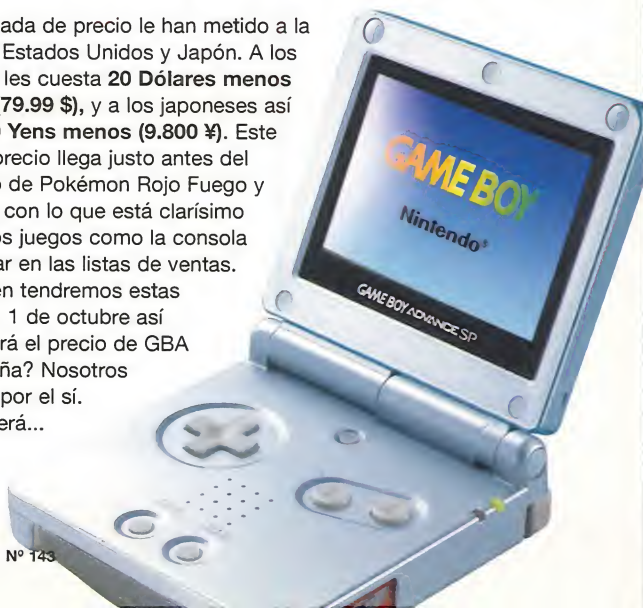 ada de precio le han metido a la
Estados Unidos y Japón. A los
les cuesta 20 Dólares menos
79.99 $), y a los japoneses así
Yens menos (9.800 ¥). Este
precio llega justo antes del
de Pokémon Rojo Fuego y
con lo que está clarísimo
os juegos como la consola
ar en las listas de ventas.
en tendremos estas
1 de octubre así
rá el precio de GBA
ña? Nosotros
por el sí.
erá...
GAME BOY
Nintendo®
GAME BOY ADVANCE SP
Nº 143